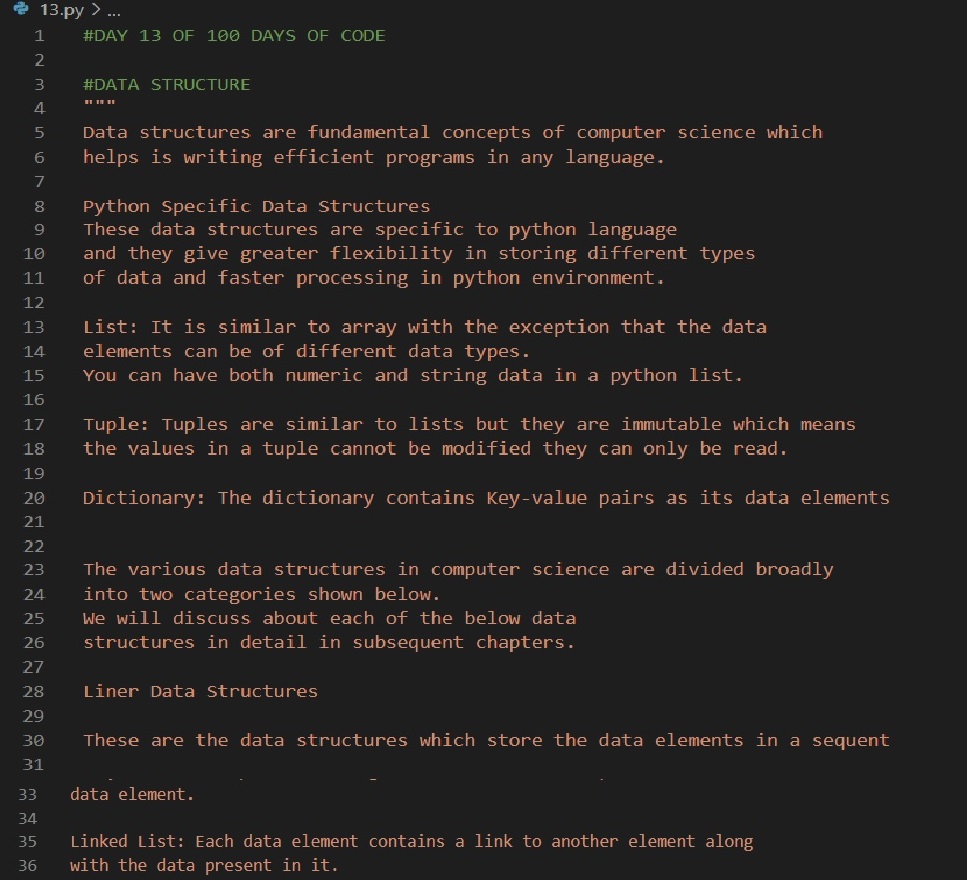 13.py > ...
1 #DAY 13 OF 100 DAYS OF CODE
2
3 #DATA STRUCTURE
4 """
5 Data structures are fundamental concepts of computer science which
6 helps is writing efficient programs in any language.
7
8 Python Specific Data Structures
9 These data structures are specific to python language
10 and they give greater flexibility in storing different types
11 of data and faster processing in python environment.
12
13 List: It is similar to array with the exception that the data
14 elements can be of different data types.
15 You can have both numeric and string data in a python list.
16
17 Tuple: Tuples are similar to lists but they are immutable which means
18 the values in a tuple cannot be modified they can only be read.
19
20 Dictionary: The dictionary contains Key-value pairs as its data elements
21
22
23 The various data structures in computer science are divided broadly
24 into two categories shown below.
25 We will discuss about each of the below data
26 structures in detail in subsequent chapters.
27
28 Liner Data Structures
29
30 These are the data structures which store the data elements in a sequent
31
33 data element.
34
35 Linked List: Each data element contains a link to another element along
36 with the data present in it.